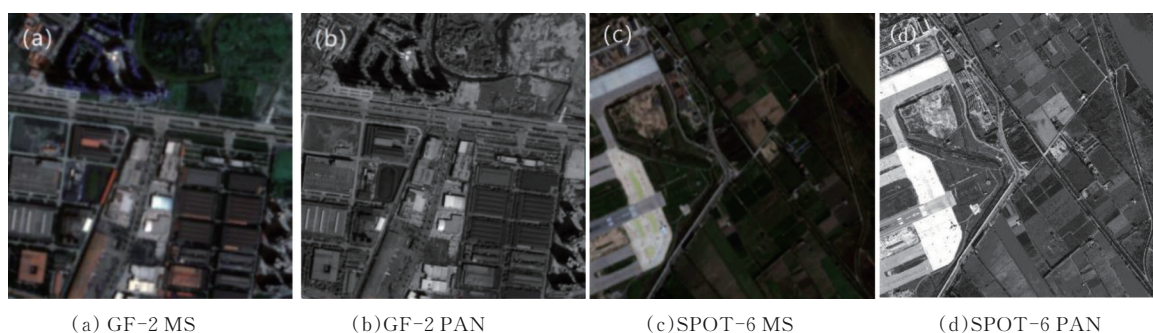 (a) (b) (c) (d)
(a) GF-2 MS (b)GF-2 PAN (c)SPOT-6 MS (d)SPOT-6 PAN